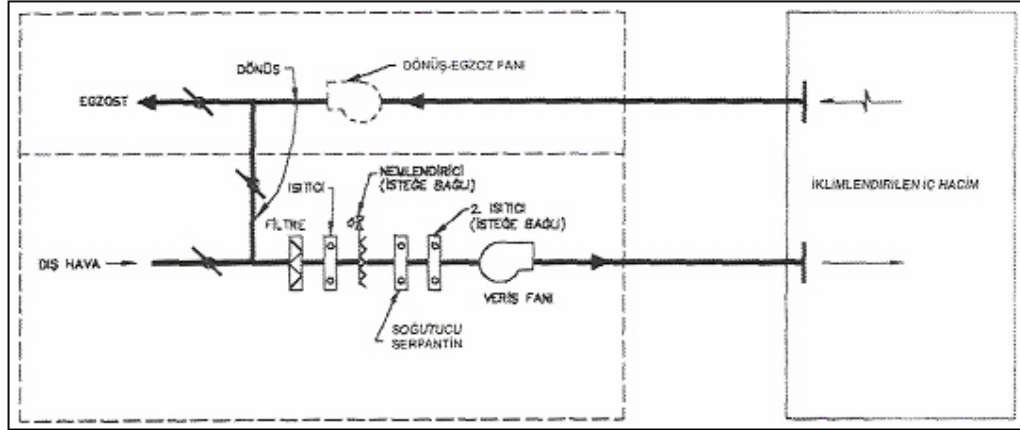 DÖNÜŞ
DÖNÜŞ-EGZOZ FANI
EGZOST
NEMLENDİRİCİ
(İSTEĞE BAĞLI)
ISITICI
2. ISITICI
(İSTEĞE BAĞLI)
İKLİMLENDİRİLEN İÇ HACİM
FİLTRE
DIŞ HAVA
VERİŞ FANI
SOĞUTUCU
SERPANTİN